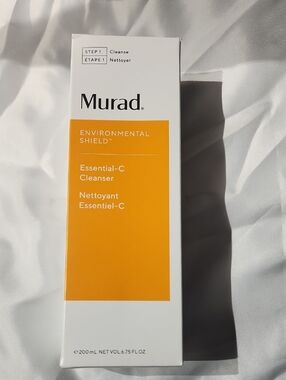 STEP 1 Cleanse
ÉTAPE 1 Nettoyer
Murad.
ENVIRONMENTAL
SHIELD™
Essential-C
Cleanser
Nettoyant
Essentiel-C
℮200 mL NET VOL 6.75 FL OZ